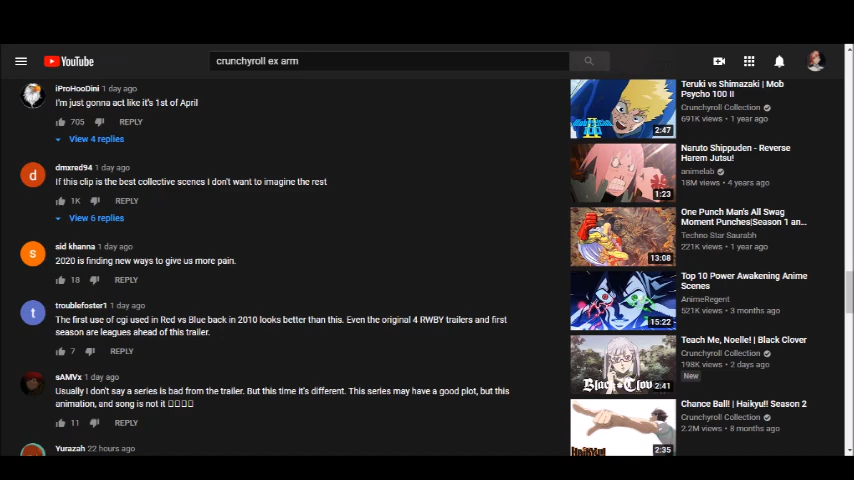 YouTube
crunchyroll ex arm
iProHooDini 1 day ago
I'm just gonna act like it's 1st of April
705 REPLY
View 4 replies
dmxred94 1 day ago
If this clip is the best collective scenes I don't want to imagine the rest
1K REPLY
View 6 replies
sid khanna 1 day ago
2020 is finding new ways to give us more pain.
18 REPLY
troublefoster1 1 day ago
The first use of cgi used in Red vs Blue back in 2010 looks better than this. Even the original 4 RWBY trailers and first
season are leagues ahead of this trailer.
7 REPLY
sAMVx 1 day ago
Usually I don't say a series is bad from the trailer. But this time it's different. This series may have a good plot, but this
animation, and song is not it
11 REPLY
Yurazah 22 hours ago
Teruki vs Shimazaki | Mob
Psycho 100 II
Crunchyroll Collection
691K views • 1 year ago
2:47
Naruto Shippuden - Reverse
Harem Jutsu!
animelab
18M views • 4 years ago
1:23
One Punch Man's All Swag
Moment Punches|Season 1 an...
Techno Star Saurabh
221K views • 1 year ago
13:08
Top 10 Power Awakening Anime
Scenes
AnimeRegent
521K views • 3 months ago
15:22
Teach Me, Noelle! | Black Clover
Crunchyroll Collection
198K views • 2 days ago
New
2:41
Chance Ball! | Haikyu!! Season 2
Crunchyroll Collection
2.2M views • 8 months ago
2:35